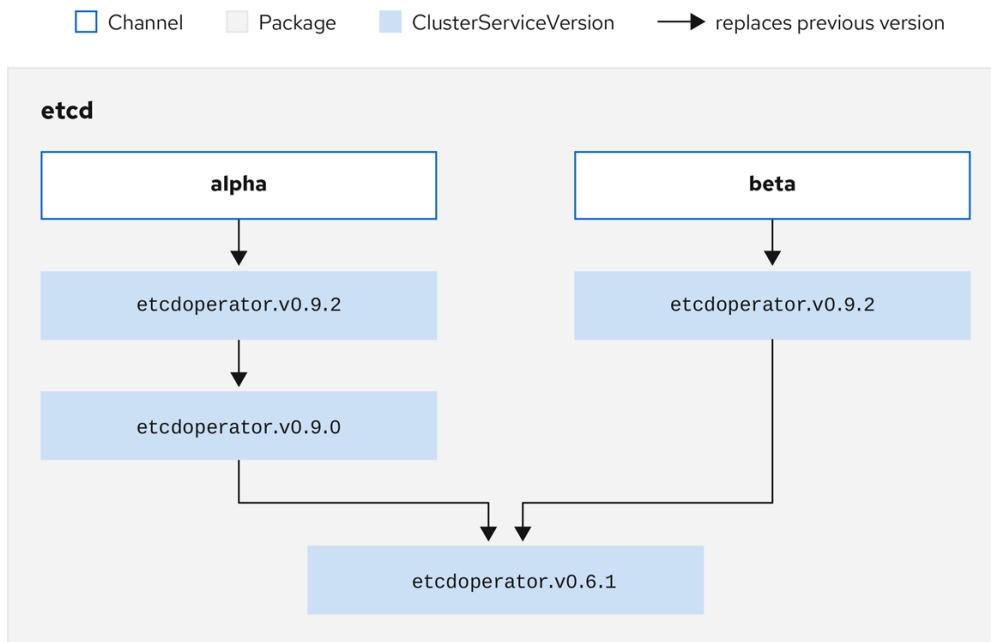 Channel Package ClusterServiceVersion replaces previous version
etcd
alpha beta
etcdoperator.v0.9.2 etcdoperator.v0.9.2
etcdoperator.v0.9.0
etcdoperator.v0.6.1